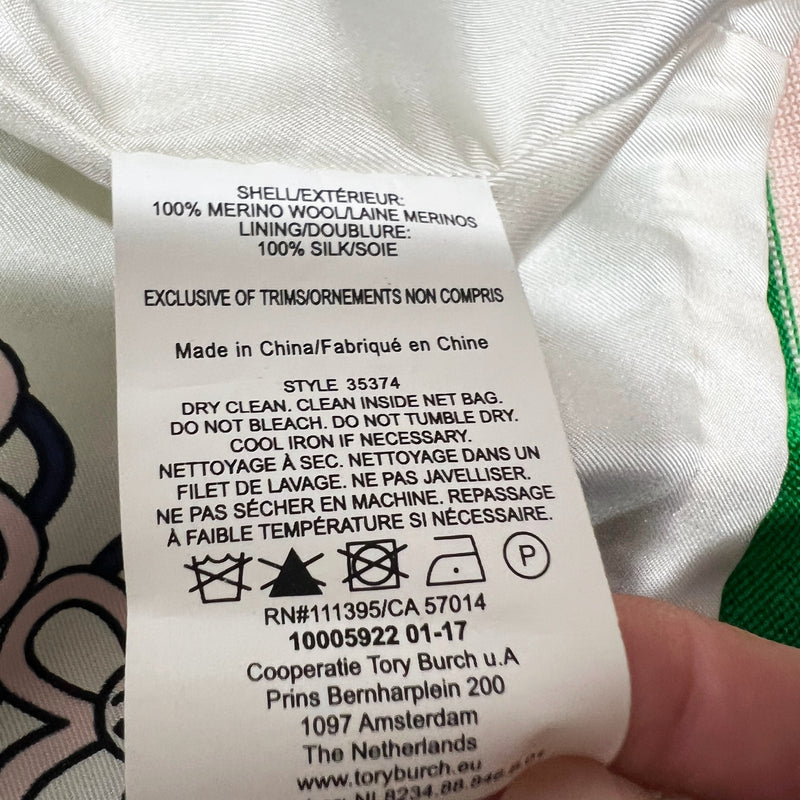 SHELL/EXTÉRIEUR:
100% MERINO WOOL/LAINE MERINOS
LINING/DOUBLURE:
100% SILK/SOIE
EXCLUSIVE OF TRIMS/ORNEMENTS NON COMPRIS
Made in China/Fabriqué en Chine
STYLE 35374
DRY CLEAN. CLEAN INSIDE NET BAG.
DO NOT BLEACH. DO NOT TUMBLE DRY.
COOL IRON IF NECESSARY.
NETTOYAGE À SEC. NETTOYAGE DANS UN
FILET DE LAVAGE. NE PAS JAVELLISER.
NE PAS SÉCHER EN MACHINE. REPASSAGE
À FAIBLE TEMPÉRATURE SI NÉCESSAIRE.
P
RN#111395/CA 57014
10005922 01-17
Cooperatie Tory Burch u.A
Prins Bernharplein 200
1097 Amsterdam
The Netherlands
www.toryburch.eu